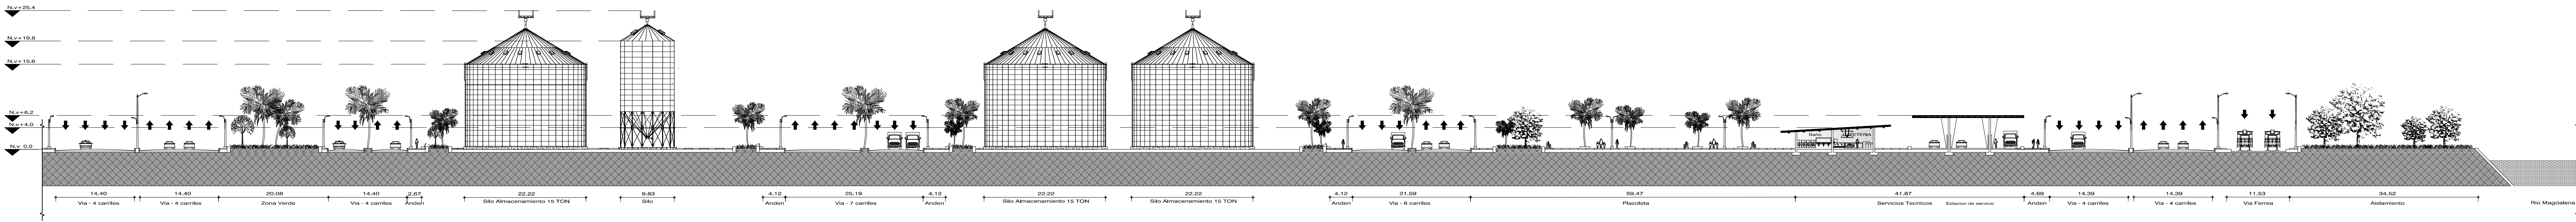 N.v+25.4
N.v+19.8
N.v+15.6
N.v+6.2
N.v+4.0
N.v 0.0
Baño
14,40 14,40 20,08 14,40 2,67 22,22 9,83 4,12 25,19 4,12 22,22 22,22 4,12 21,59 59,47 41,87 4,69 14,39 14,39 11,53 34,52
Via - 4 carriles Via - 4 carriles Zona Verde Via - 4 carriles Anden Silo Almacenamiento 15 TON Silo Anden Via - 7 carriles Anden Silo Almacenamiento 15 TON Silo Almacenamiento 15 TON Anden Via - 6 carriles Plazoleta Servicios Tecnicos Estacion de servicio Anden Via - 4 carriles Via - 4 carriles Via Ferrea Aislamiento Rio Magdalena